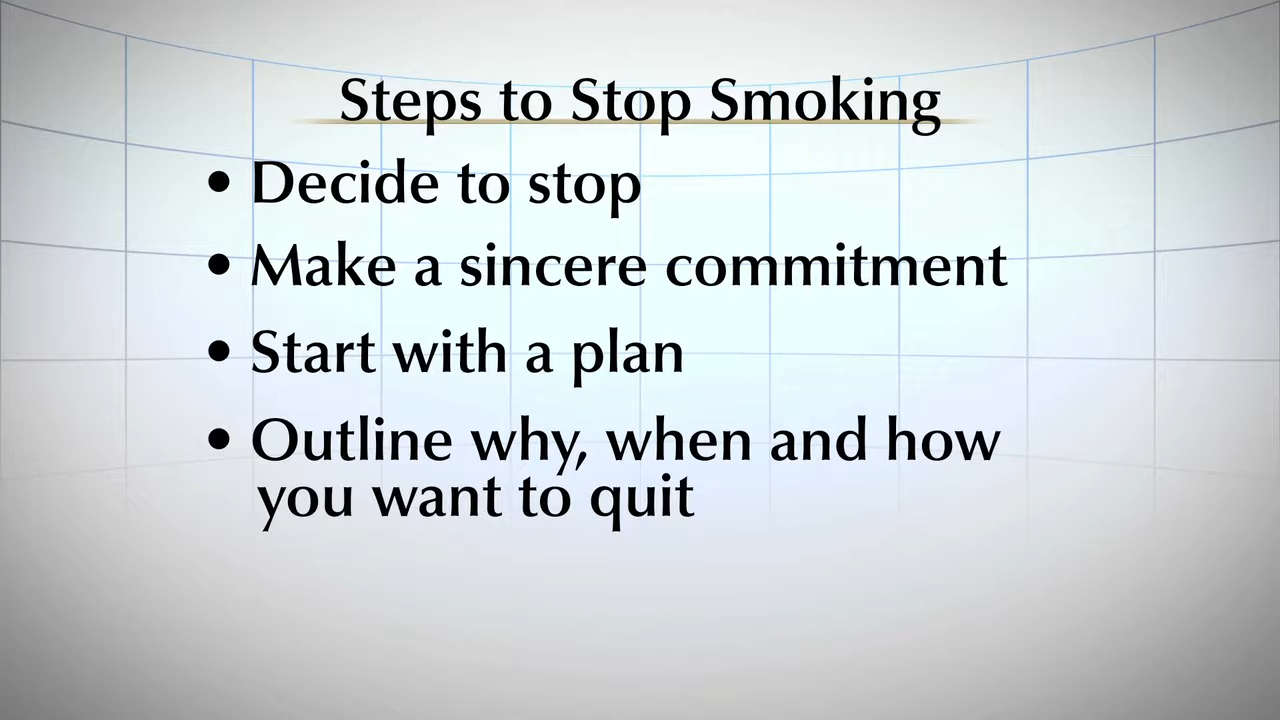 Steps to Stop Smoking
• Decide to stop
• Make a sincere commitment
• Start with a plan
• Outline why, when and how
you want to quit